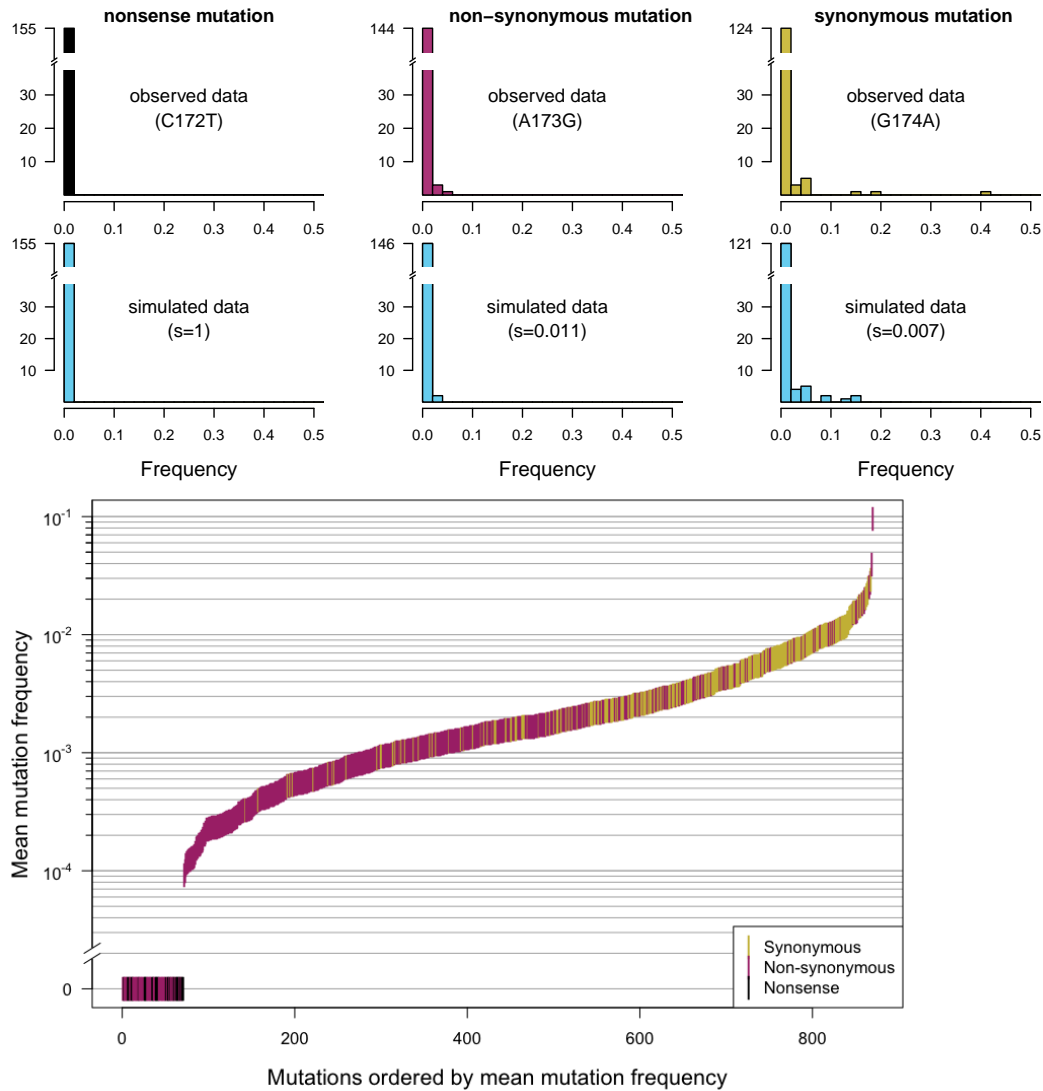 nonsense mutation non−synonymous mutation synonymous mutation
155 144 124
observed data observed data observed data
(C172T) (A173G) (G174A)
30 30 30
20 20 20
10 10 10
0.0 0.1 0.2 0.3 0.4 0.5 0.0 0.1 0.2 0.3 0.4 0.5 0.0 0.1 0.2 0.3 0.4 0.5
155 146 121
simulated data simulated data simulated data
(s=1) (s=0.011) (s=0.007)
30 30 30
20 20 20
10 10 10
0.0 0.1 0.2 0.3 0.4 0.5 0.0 0.1 0.2 0.3 0.4 0.5 0.0 0.1 0.2 0.3 0.4 0.5
Frequency Frequency Frequency
Mean mutation frequency
10⁻¹
10⁻²
10⁻³
10⁻⁴
0
Synonymous
Non-synonymous
Nonsense
0 200 400 600 800
Mutations ordered by mean mutation frequency